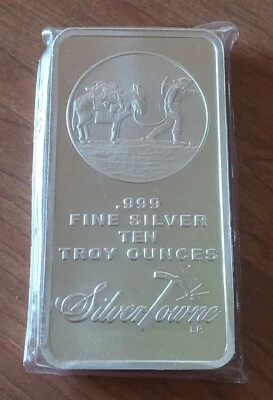 .999
FINE SILVER
TEN
TROY OUNCES
SilverTowne
L.P.